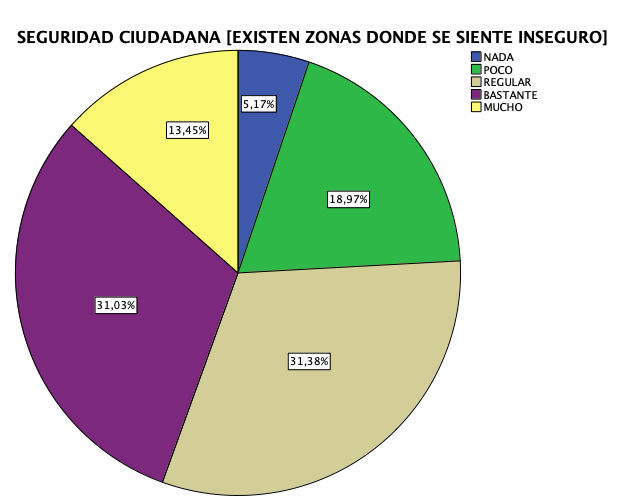 SEGURIDAD CIUDADANA [EXISTEN ZONAS DONDE SE SIENTE INSEGURO]
NADA
POCO
REGULAR
BASTANTE
MUCHO
5,17%
13,45%
18,97%
31,03%
31,38%